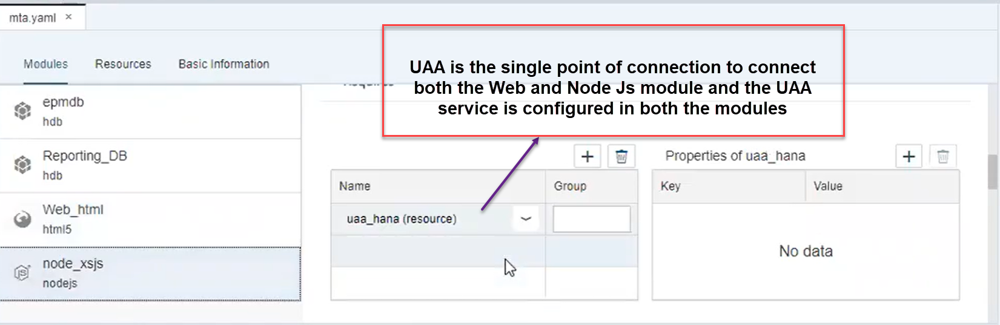 mta.yaml ×
Modules Resources Basic Information
UAA is the single point of connection to connect
both the Web and Node Js module and the UAA
service is configured in both the modules
epmdb
hdb
Reporting_DB
hdb
Web_html
html5
node_xsjs
nodejs
Name Group
uaa_hana (resource)
Properties of uaa_hana
Key Value
No data